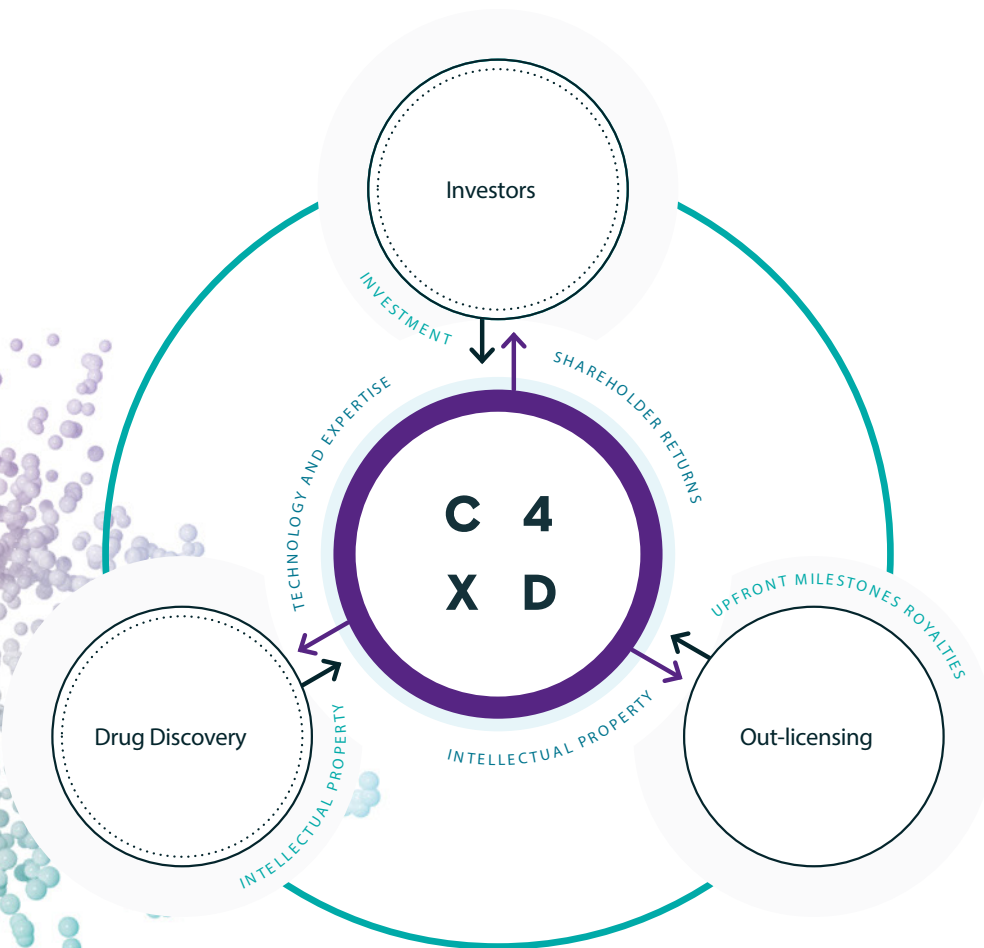 Investors
INVESTMENT
SHAREHOLDER RETURNS
TECHNOLOGY AND EXPERTISE
C 4
X D
UPFRONT MILESTONES ROYALTIES
Drug Discovery
Out-licensing
INTELLECTUAL PROPERTY
INTELLECTUAL PROPERTY